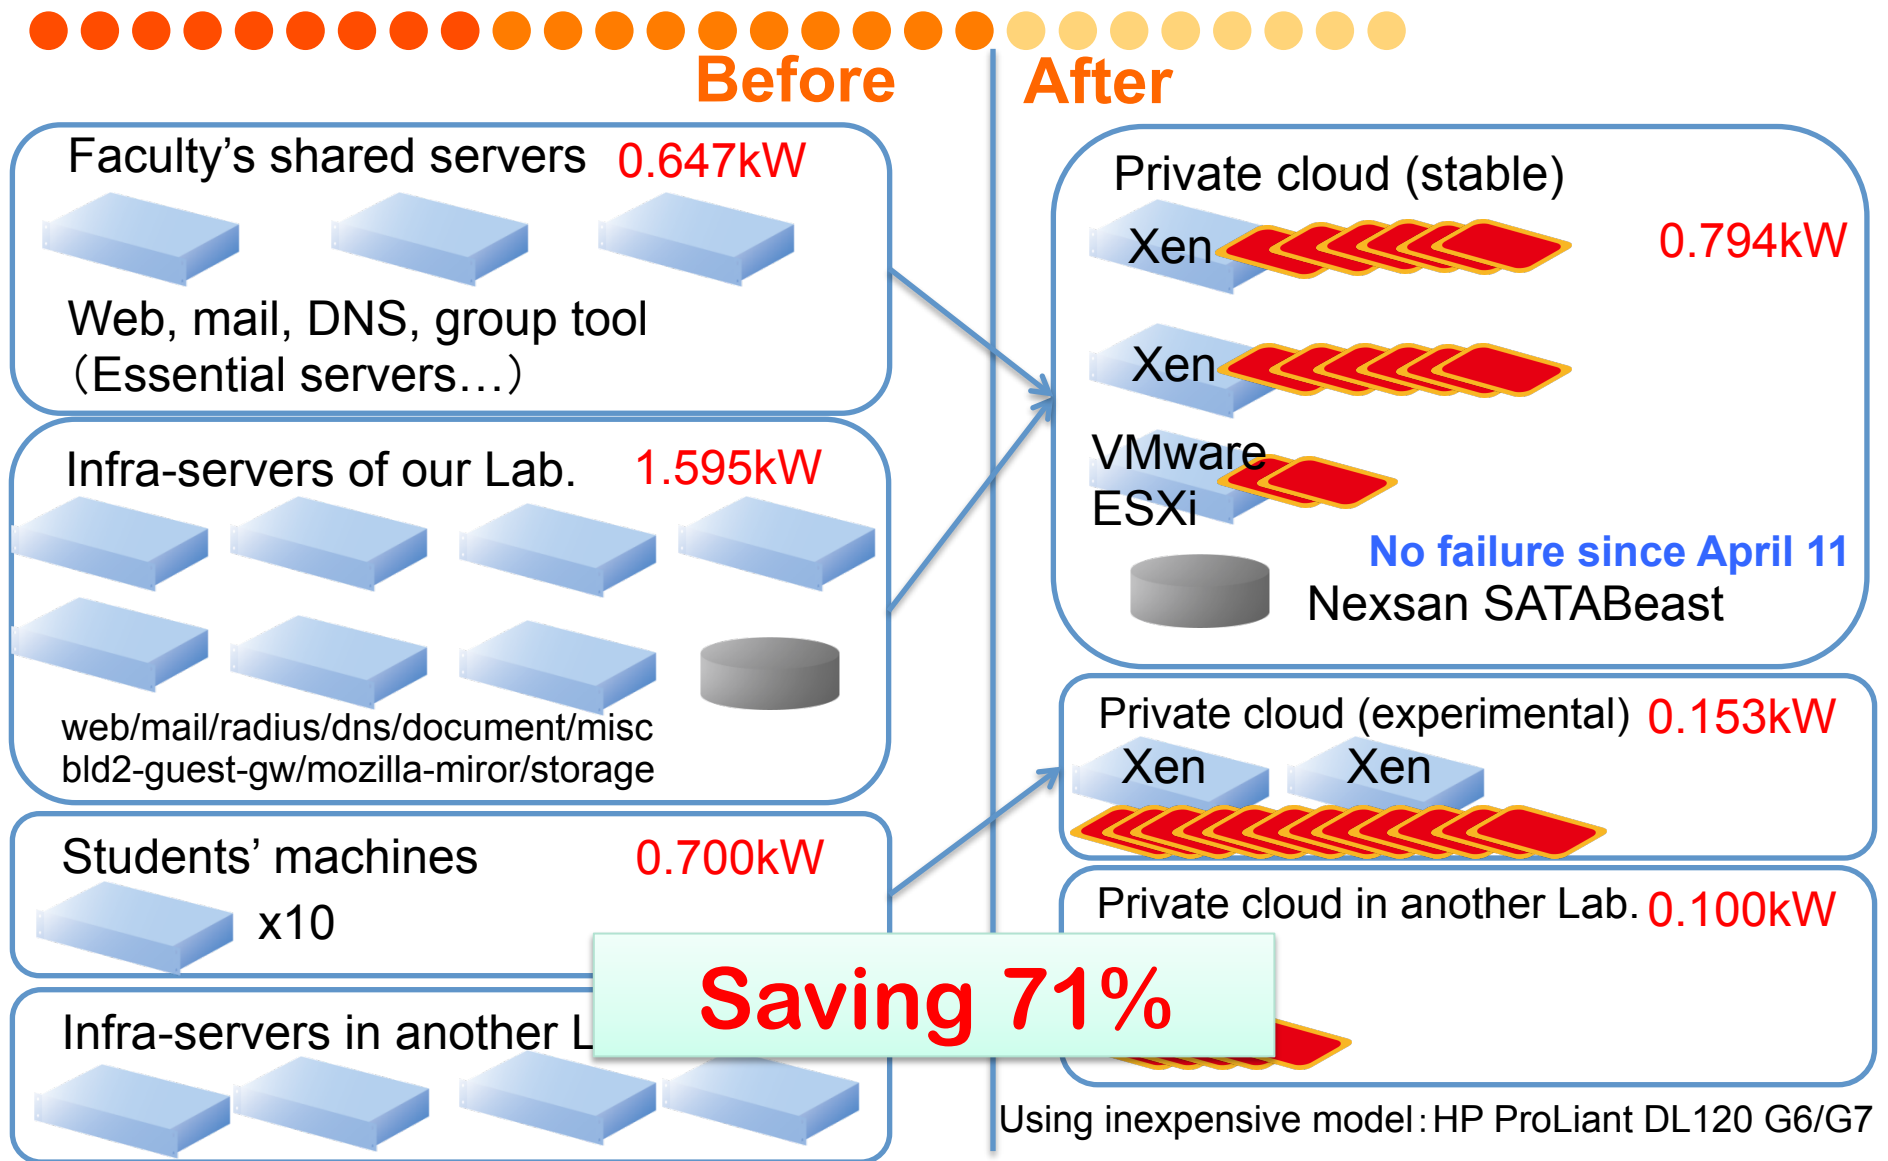 Before
After
Faculty's shared servers 0.647kW
Web, mail, DNS, group tool
（Essential servers…）
Infra-servers of our Lab. 1.595kW
web/mail/radius/dns/document/misc
bld2-guest-gw/mozilla-miror/storage
Students' machines 0.700kW
x10
Infra-servers in another L
Private cloud (stable)
0.794kW
Xen
Xen
VMware
ESXi
No failure since April 11
Nexsan SATABeast
Private cloud (experimental) 0.153kW
Xen Xen
Private cloud in another Lab. 0.100kW
Saving 71%
Using inexpensive model：HP ProLiant DL120 G6/G7